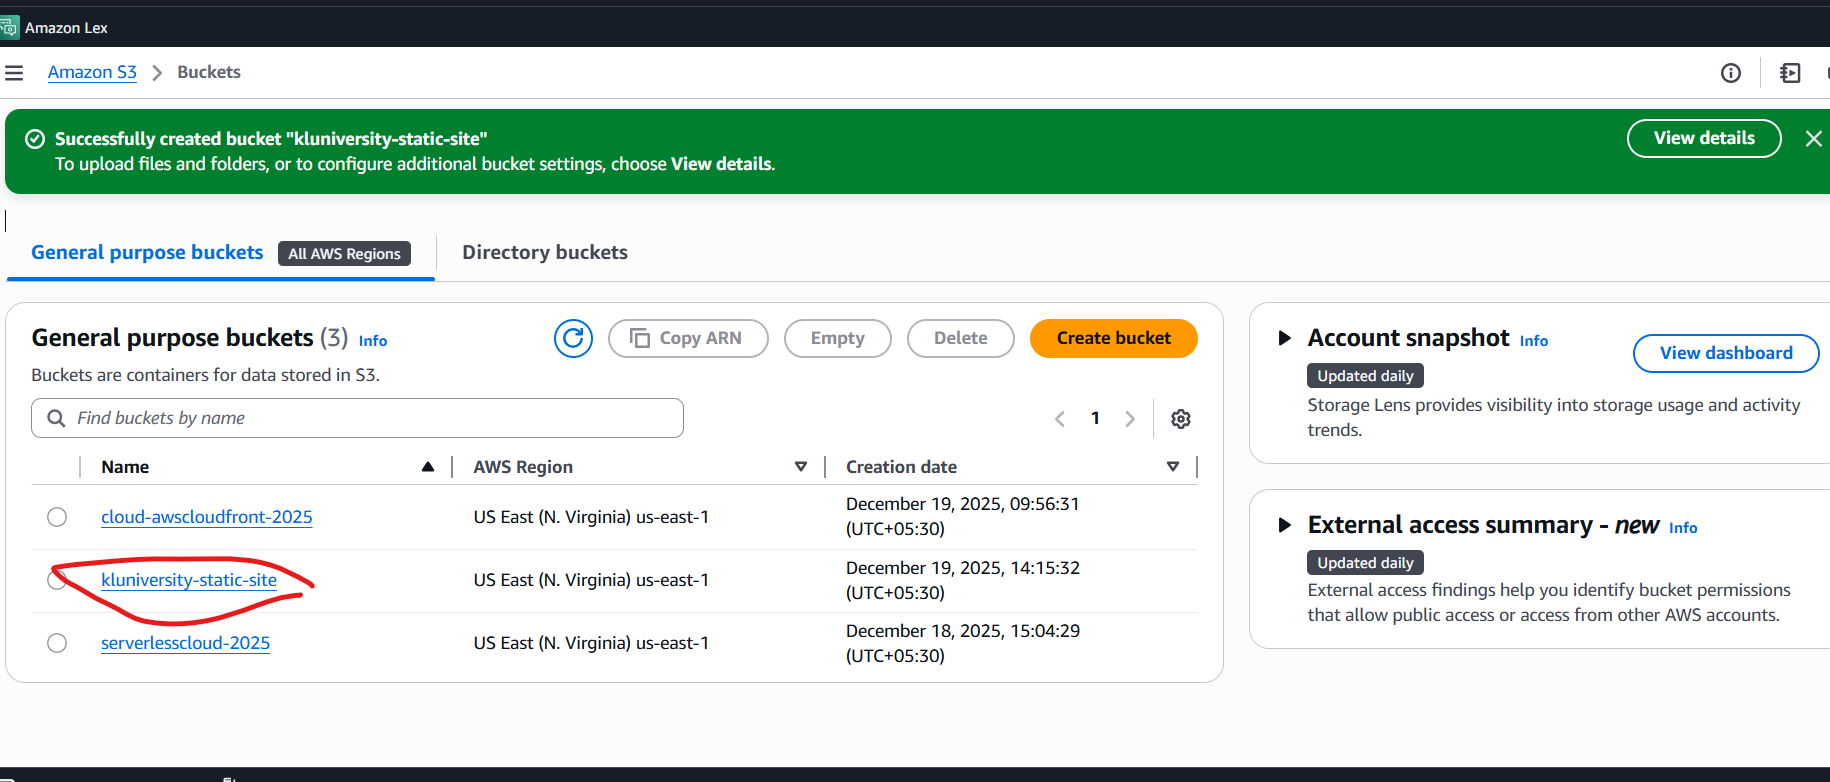 Amazon Lex
Amazon S3 > Buckets
Successfully created bucket "kluniversity-static-site"
To upload files and folders, or to configure additional bucket settings, choose View details.
View details
General purpose buckets All AWS Regions Directory buckets
General purpose buckets (3) Info
Copy ARN Empty Delete Create bucket
Buckets are containers for data stored in S3.
Find buckets by name
1
Name AWS Region Creation date
cloud-awscloudfront-2025 US East (N. Virginia) us-east-1 December 19, 2025, 09:56:31
(UTC+05:30)
kluniversity-static-site US East (N. Virginia) us-east-1 December 19, 2025, 14:15:32
(UTC+05:30)
serverlesscloud-2025 US East (N. Virginia) us-east-1 December 18, 2025, 15:04:29
(UTC+05:30)
Account snapshot Info
View dashboard
Updated daily
Storage Lens provides visibility into storage usage and activity
trends.
External access summary - new Info
Updated daily
External access findings help you identify bucket permissions
that allow public access or access from other AWS accounts.